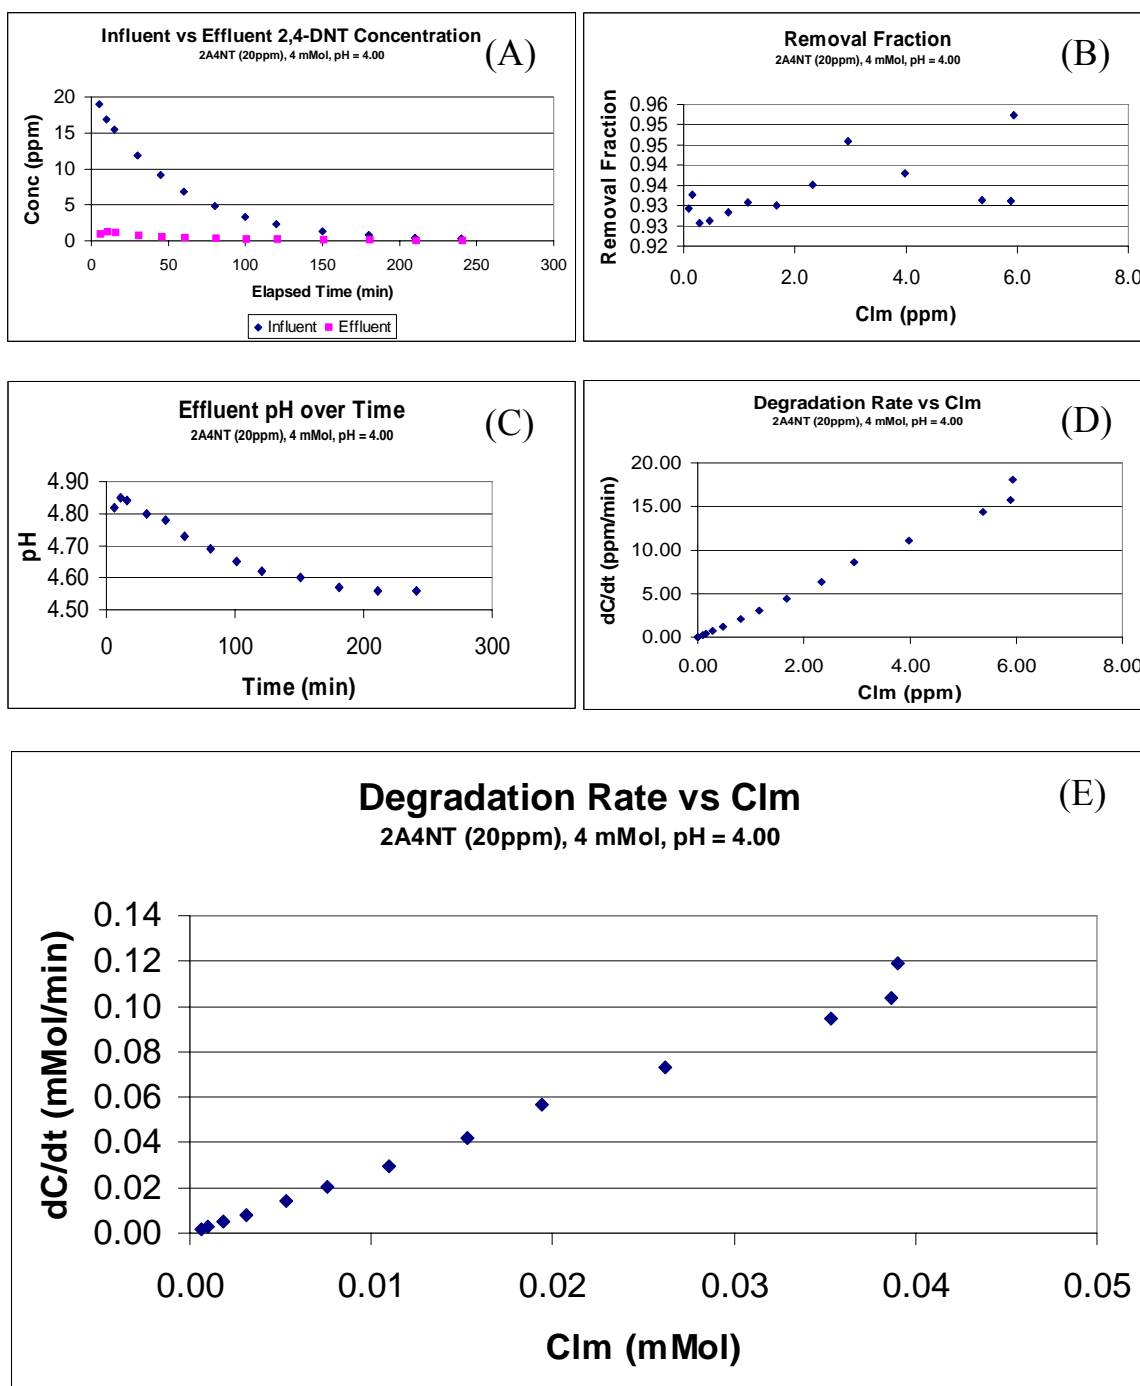 Influent vs Effluent 2,4-DNT Concentration
2A4NT (20ppm), 4 mMol, pH = 4.00
(A)
Conc (ppm)
20
15
10
5
0
0 50 100 150 200 250 300
Elapsed Time (min)
Influent Effluent
Removal Fraction
2A4NT (20ppm), 4 mMol, pH = 4.00
(B)
Removal Fraction
0.96
0.95
0.95
0.94
0.94
0.93
0.93
0.92
0.0 2.0 4.0 6.0 8.0
Clm (ppm)
Effluent pH over Time
2A4NT (20ppm), 4 mMol, pH = 4.00
(C)
pH
4.90
4.80
4.70
4.60
4.50
0 100 200 300
Time (min)
Degradation Rate vs Clm
2A4NT (20ppm), 4 mMol, pH = 4.00
(D)
dC/dt (ppm/min)
20.00
15.00
10.00
5.00
0.00
0.00 2.00 4.00 6.00 8.00
Clm (ppm)
Degradation Rate vs Clm
2A4NT (20ppm), 4 mMol, pH = 4.00
(E)
dC/dt (mMol/min)
0.14
0.12
0.10
0.08
0.06
0.04
0.02
0.00
0.00 0.01 0.02 0.03 0.04 0.05
Clm (mMol)